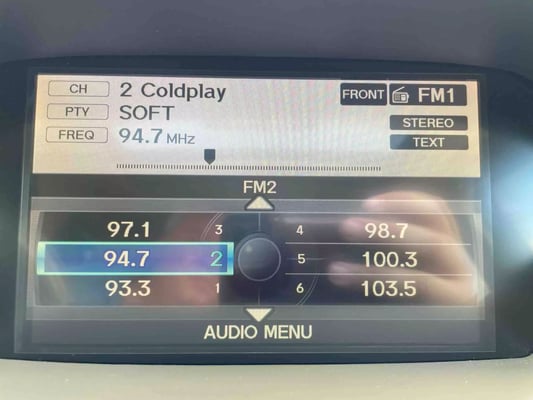 CH 2 Coldplay FRONT FM1
PTY SOFT STEREO
FREQ 94.7 MHz TEXT
FM2
97.1 3 4 98.7
94.7 2 5 100.3
93.3 1 6 103.5
AUDIO MENU